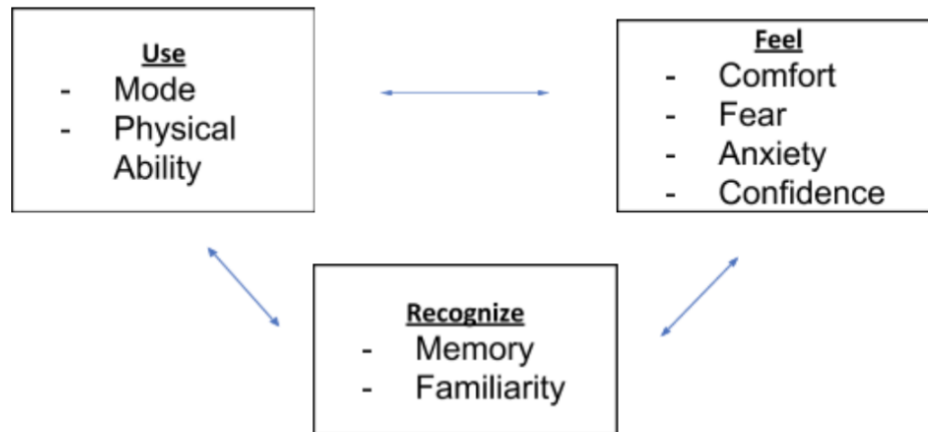 Use
- Mode
- Physical
Ability
Feel
- Comfort
- Fear
- Anxiety
- Confidence
Recognize
- Memory
- Familiarity